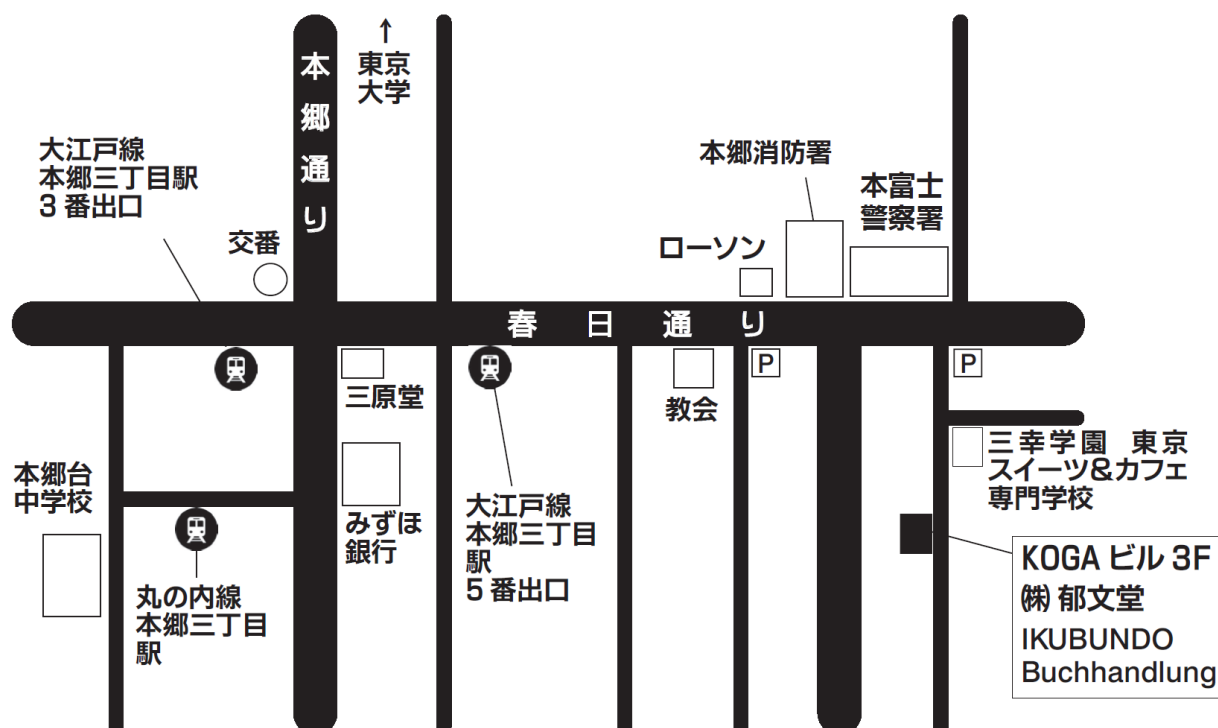 本郷通り
↑
東京
大学
大江戸線
本郷三丁目駅
3 番出口
交番
本郷消防署
本富士
警察署
ローソン
春日通り
三原堂
教会
P
P
本郷台
中学校
みずほ
銀行
大江戸線
本郷三丁目
駅
5 番出口
三幸学園 東京
スイーツ&カフェ
専門学校
丸の内線
本郷三丁目
駅
KOGA ビル 3F
㈱ 郁文堂
IKUBUNDO
Buchhandlung